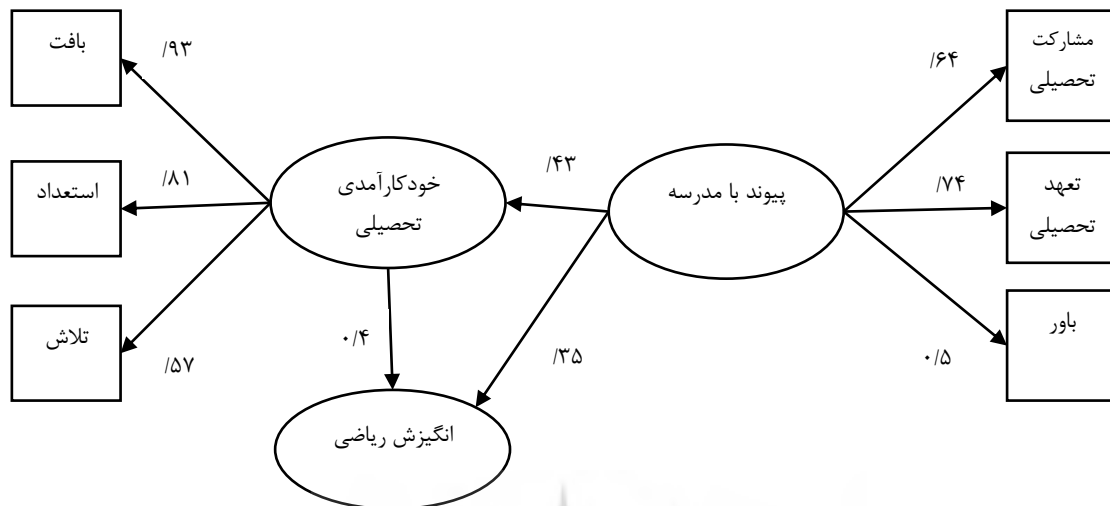 مشارکت
تحصیلی
/۶۴
/۹۳
بافت
تعهد
تحصیلی
/۷۴
پیوند با مدرسه
/۴۳
خودکارآمدی
تحصیلی
/۸۱
استعداد
باور
۰/۵
/۳۵
۰/۴
/۵۷
تلاش
انگیزش ریاضی